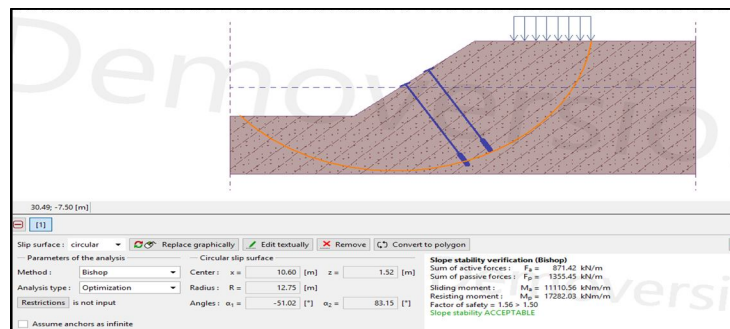 Demoversio
30.49; -7.50 [m]
[1]
Slip surface : circular Replace graphically Edit textually Remove Convert to polygon
Parameters of the analysis
Method : Bishop
Analysis type : Optimization
Restrictions is not input
Assume anchors as infinite
Circular slip surface
Center : x = 10.60 [m] z = 1.52 [m]
Radius : R = 12.75 [m]
Angles : α1 = -51.02 [°] α2 = 83.15 [°]
Slope stability verification (Bishop)
Sum of active forces : Fa = 871.42 kN/m
Sum of passive forces : Fp = 1355.45 kN/m
Sliding moment : Ma = 11110.56 kNm/m
Resisting moment : Mp = 17282.03 kNm/m
Factor of safety = 1.56 > 1.50
Slope stability ACCEPTABLE